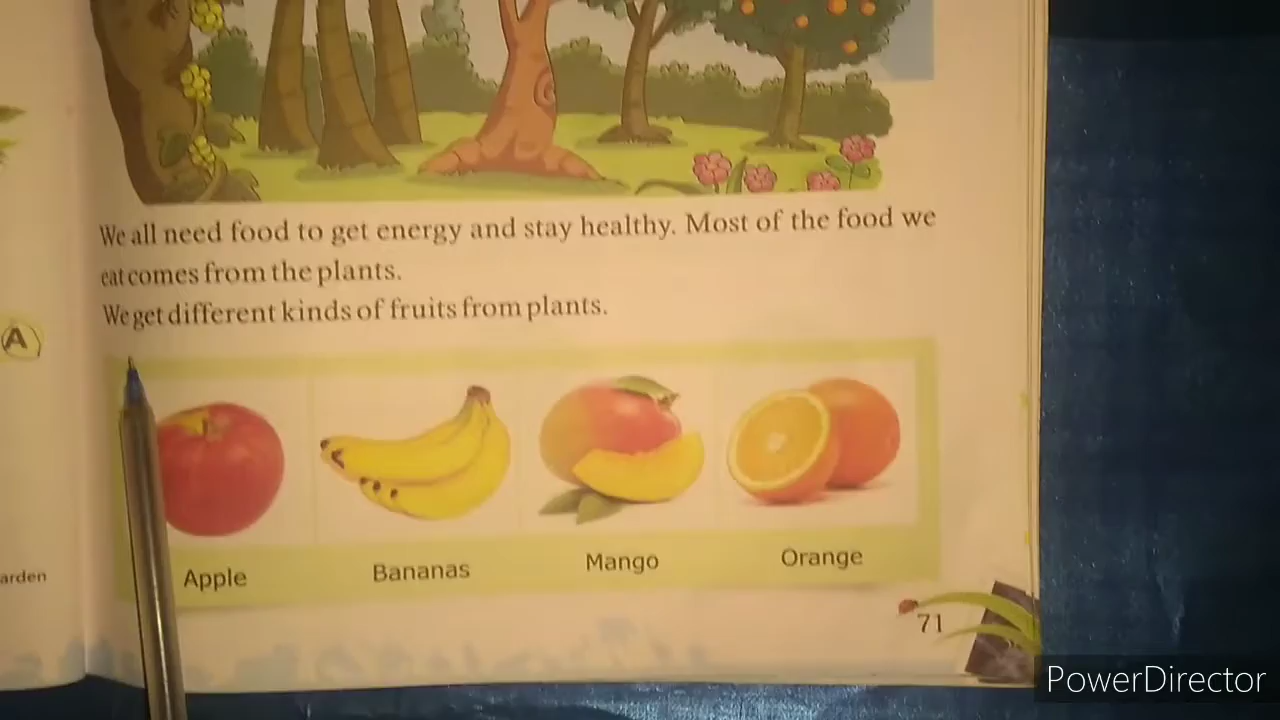 We all need food to get energy and stay healthy. Most of the food we
eat comes from the plants.
We get different kinds of fruits from plants.
A
arden
Apple
Bananas
Mango
Orange
71
PowerDirector